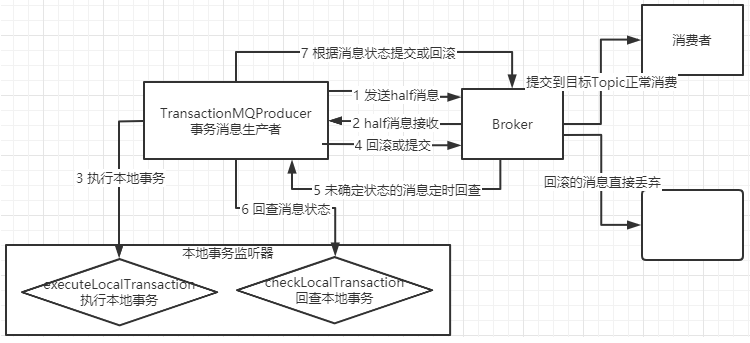 7 根据消息状态提交或回滚
消费者
提交到目标Topic正常消费
TransactionMQProducer
事务消息生产者
1 发送half消息
2 half消息接收
4 回滚或提交
Broker
3 执行本地事务
5 未确定状态的消息定时回查
回滚的消息直接丢弃
6 回查消息状态
本地事务监听器
executeLocalTransaction
执行本地事务
checkLocalTransaction
回查本地事务